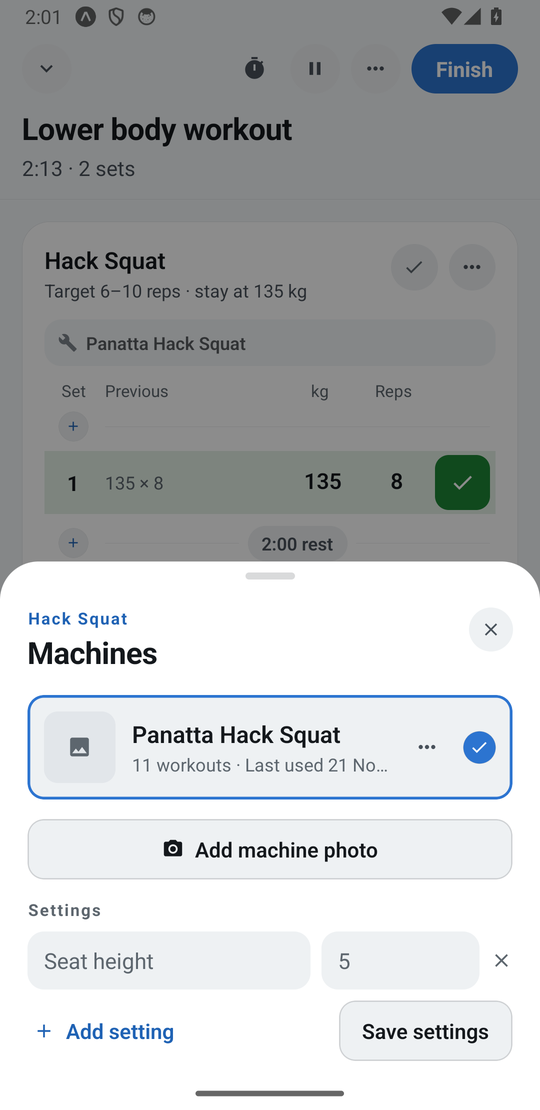 2:01
Finish
Lower body workout
2:13 · 2 sets
Hack Squat
Target 6–10 reps · stay at 135 kg
Panatta Hack Squat
Set Previous kg Reps
+
1 135 × 8 135 8
+ 2:00 rest
Hack Squat
Machines
Panatta Hack Squat
11 workouts · Last used 21 No...
Add machine photo
Settings
Seat height 5
+ Add setting
Save settings